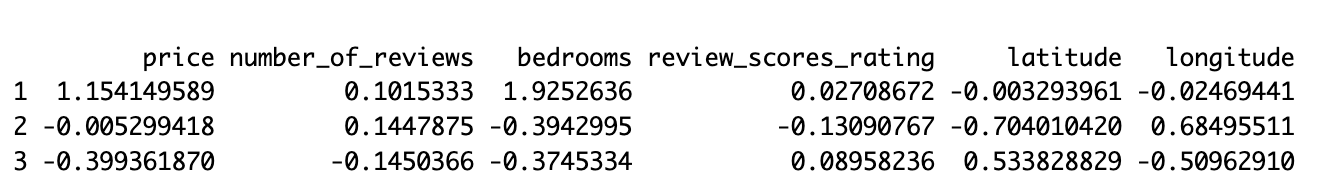 price number_of_reviews bedrooms review_scores_rating latitude longitude
1 1.154149589 0.1015333 1.9252636 0.02708672 -0.003293961 -0.02469441
2 -0.005299418 0.1447875 -0.3942995 -0.13090767 -0.704010420 0.68495511
3 -0.399361870 -0.1450366 -0.3745334 0.08958236 0.533828829 -0.50962910